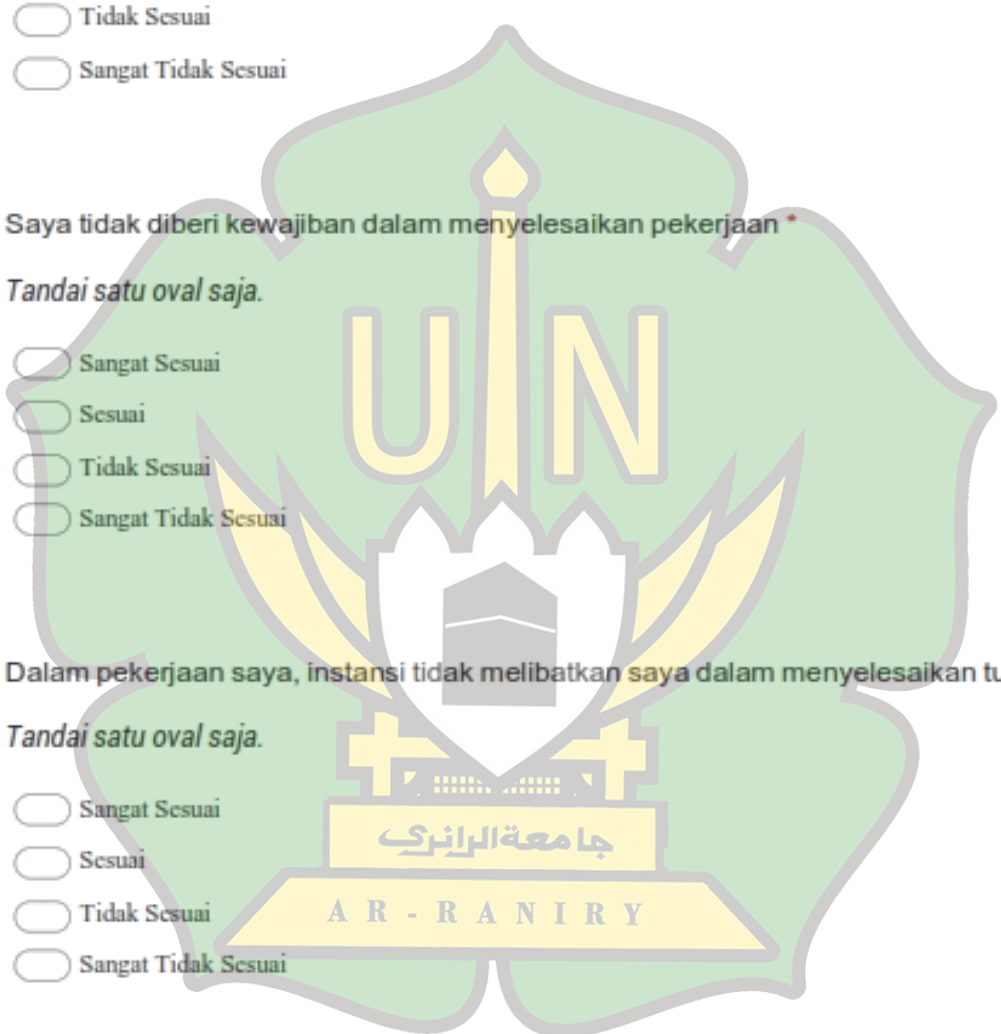 Tidak Sesuai
Sangat Tidak Sesuai
Saya tidak diberi kewajiban dalam menyelesaikan pekerjaan *
Tandai satu oval saja.
UIN
Sangat Sesuai
Sesuai
Tidak Sesuai
Sangat Tidak Sesuai
Dalam pekerjaan saya, instansi tidak melibatkan saya dalam menyelesaikan
Tandai satu oval saja.
Sangat Sesuai
Sesuai
جامعة الرانري
Tidak Sesuai
AR-RANIRY
Sangat Tidak Sesuai